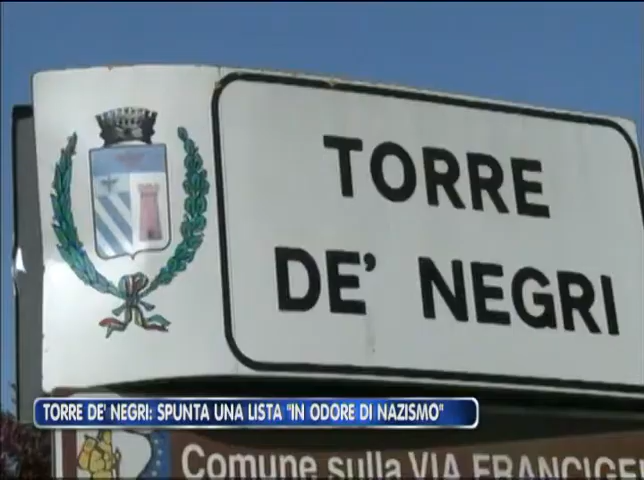 TORRE
DE' NEGRI
TORRE DE' NEGRI: SPUNTA UNA LISTA "IN ODORE DI NAZISMO"
Comune sulla VIA